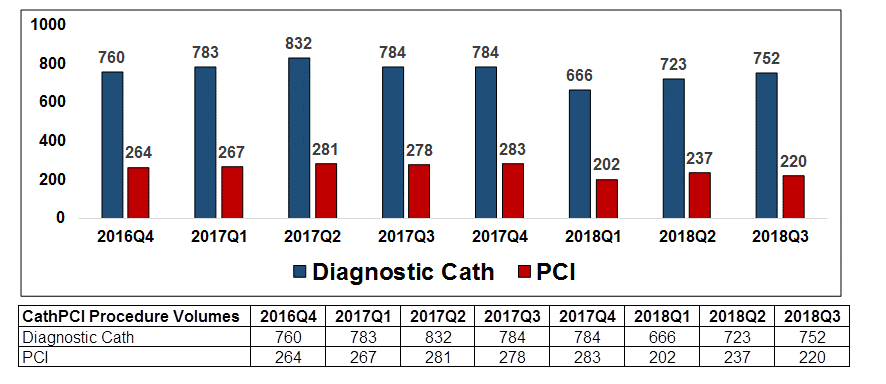 1000
832
760 783 784 784
800 752
723
666
600
400
264 267 281 278 283
202 237 220
200
0
2016Q4 2017Q1 2017Q2 2017Q3 2017Q4 2018Q1 2018Q2 2018Q3
Diagnostic Cath PCI
CathPCI Procedure Volumes 2016Q4 2017Q1 2017Q2 2017Q3 2017Q4 2018Q1 2018Q2 2018Q3
Diagnostic Cath 760 783 832 784 784 666 723 752
PCI 264 267 281 278 283 202 237 220